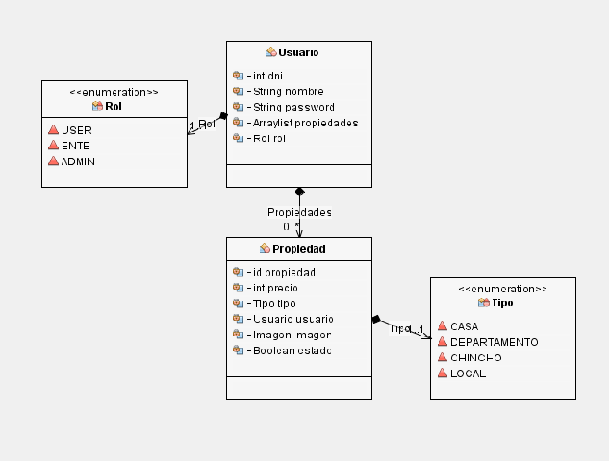 Usuario
- int dni
- String nombre
- String password
- Arraylist propiedades
- Rol rol
<<enumeration>>
Rol
USER
ENTE
ADMIN
1 Rol
Propiedades
0..*
Propiedad
- id propiedad
- int precio
- Tipo tipo
- Usuario usuario
- Imagen imagen
- Boolean estado
Tipo 1
<<enumeration>>
Tipo
CASA
DEPARTAMENTO
CHINCHO
LOCAL